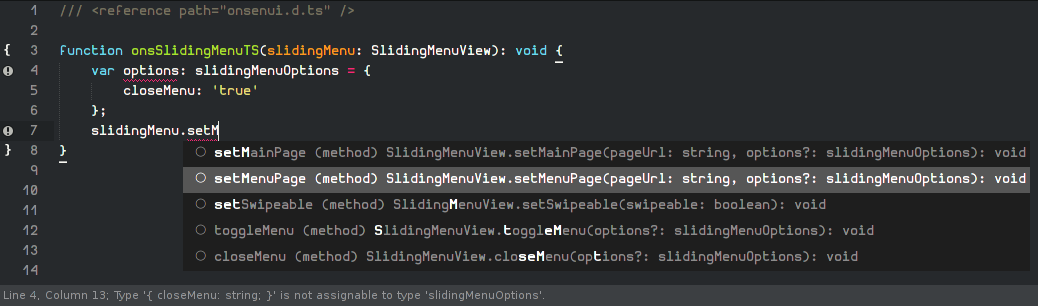 1 /// <reference path="onsenui.d.ts" />
2
{ 3 function onsSlidingMenuTS(slidingMenu: SlidingMenuView): void {
4 var options: slidingMenuOptions = {
5 closeMenu: 'true'
6 };
7 slidingMenu.setM
} 8 }
setMainPage (method) SlidingMenuView.setMainPage(pageUrl: string, options?: slidingMenuOptions): void
9
setMenuPage (method) SlidingMenuView.setMenuPage(pageUrl: string, options?: slidingMenuOptions): void
10
setSwipeable (method) SlidingMenuView.setSwipeable(swipeable: boolean): void
11
12 toggleMenu (method) SlidingMenuView.toggleMenu(options?: slidingMenuOptions): void
13 closeMenu (method) SlidingMenuView.closeMenu(options?: slidingMenuOptions): void
14
Line 4, Column 13; Type '{ closeMenu: string; }' is not assignable to type 'slidingMenuOptions'.